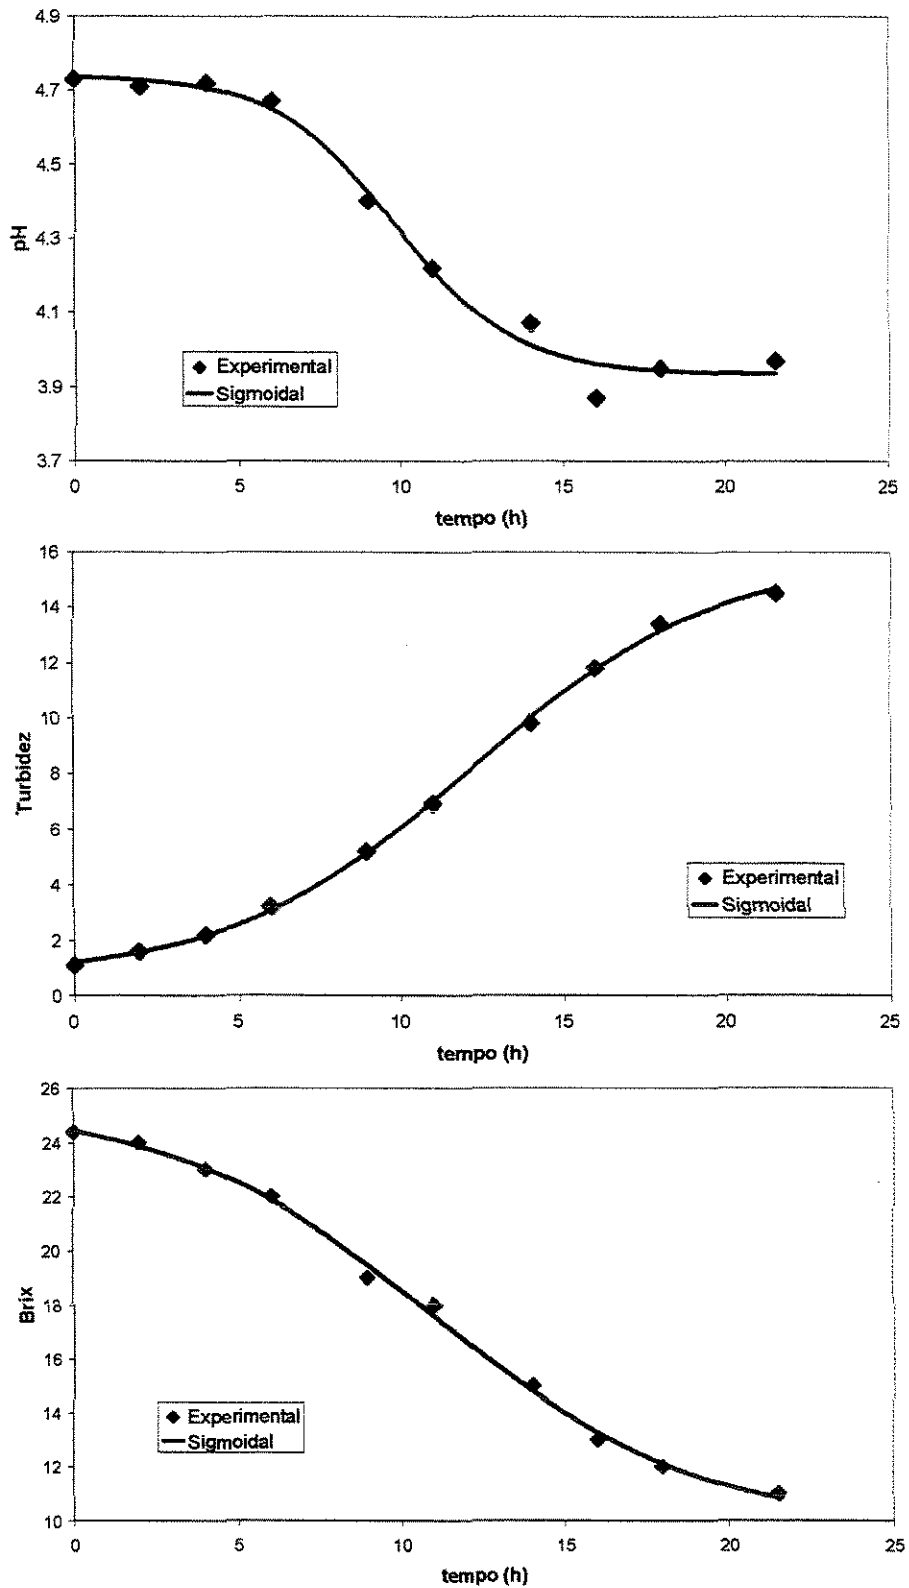 4.9
4.7
4.5
4.3
4.1
3.9
3.7
pH
Experimental
Sigmoidal
0 5 10 15 20 25
tempo (h)
16
14
12
10
8
6
4
2
0
Turbidez
Experimental
Sigmoidal
0 5 10 15 20 25
tempo (h)
26
24
22
20
18
16
14
12
10
Brix
Experimental
Sigmoidal
0 5 10 15 20 25
tempo (h)